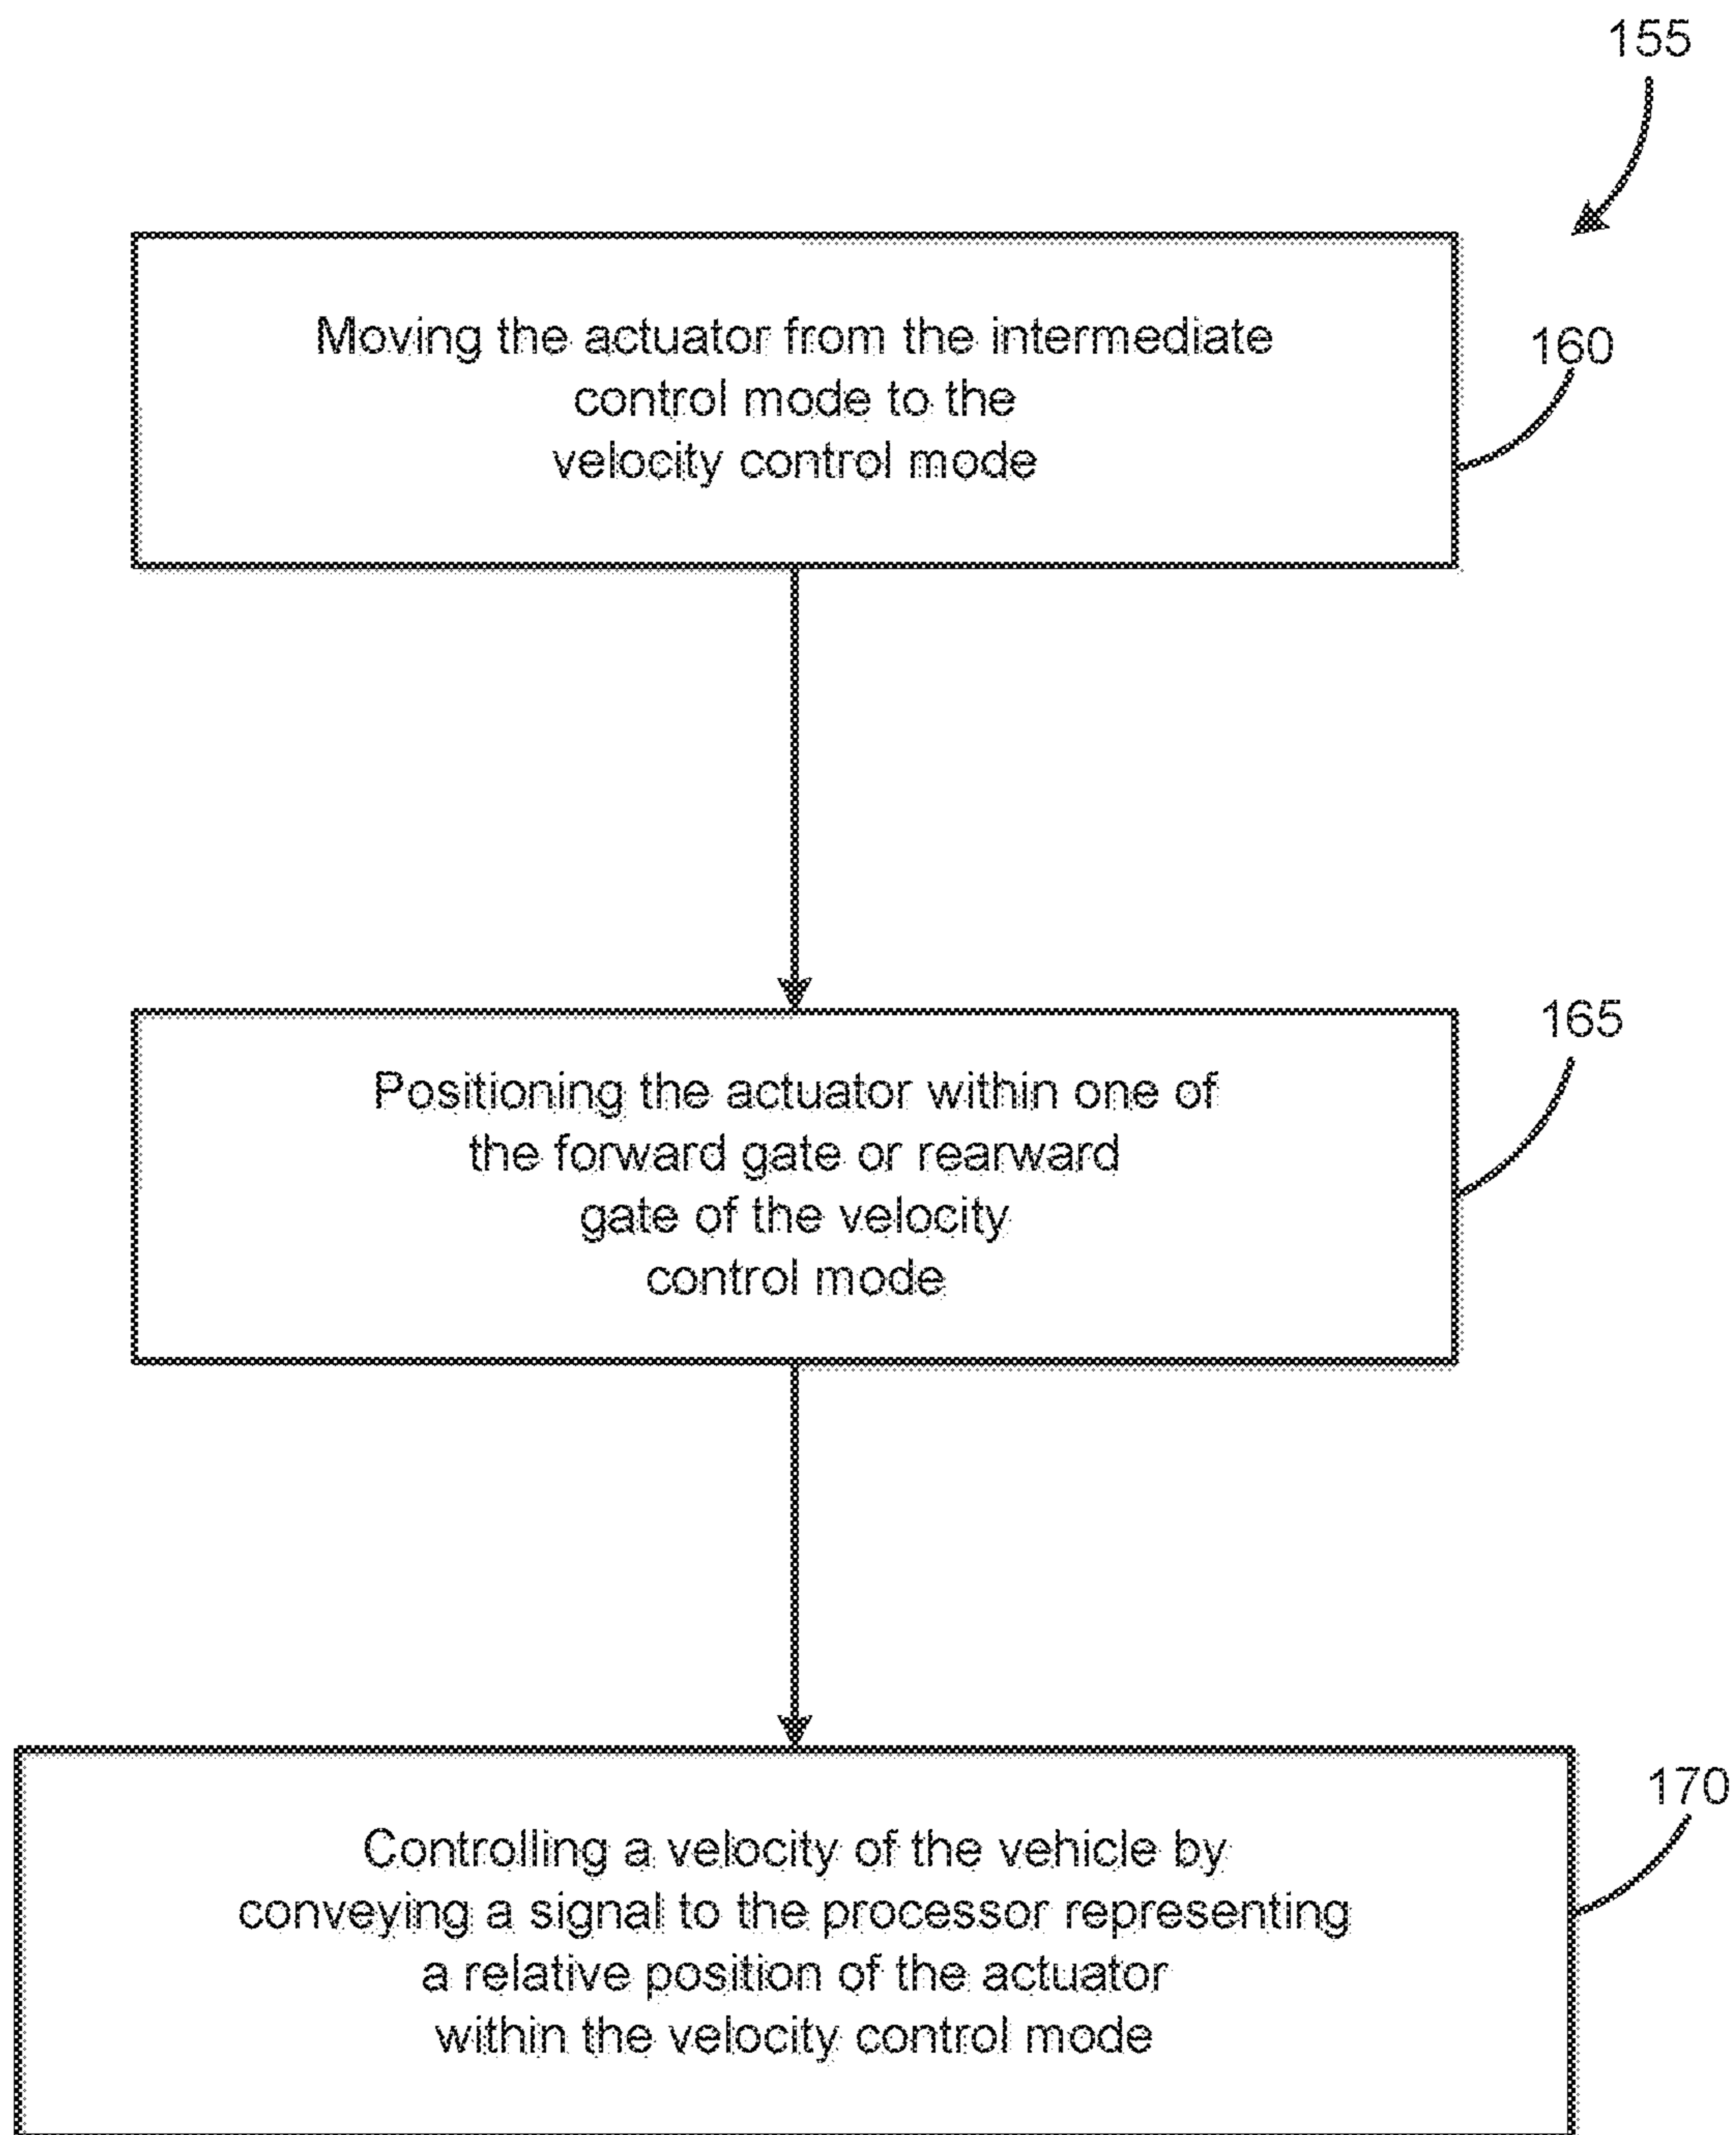 155
Moving the actuator from the intermediate
control mode to the
velocity control mode
160
Positioning the actuator within one of
the forward gate or rearward
gate of the velocity
control mode
165
Controlling a velocity of the vehicle by
conveying a signal to the processor representing
a relative position of the actuator
within the velocity control mode
170